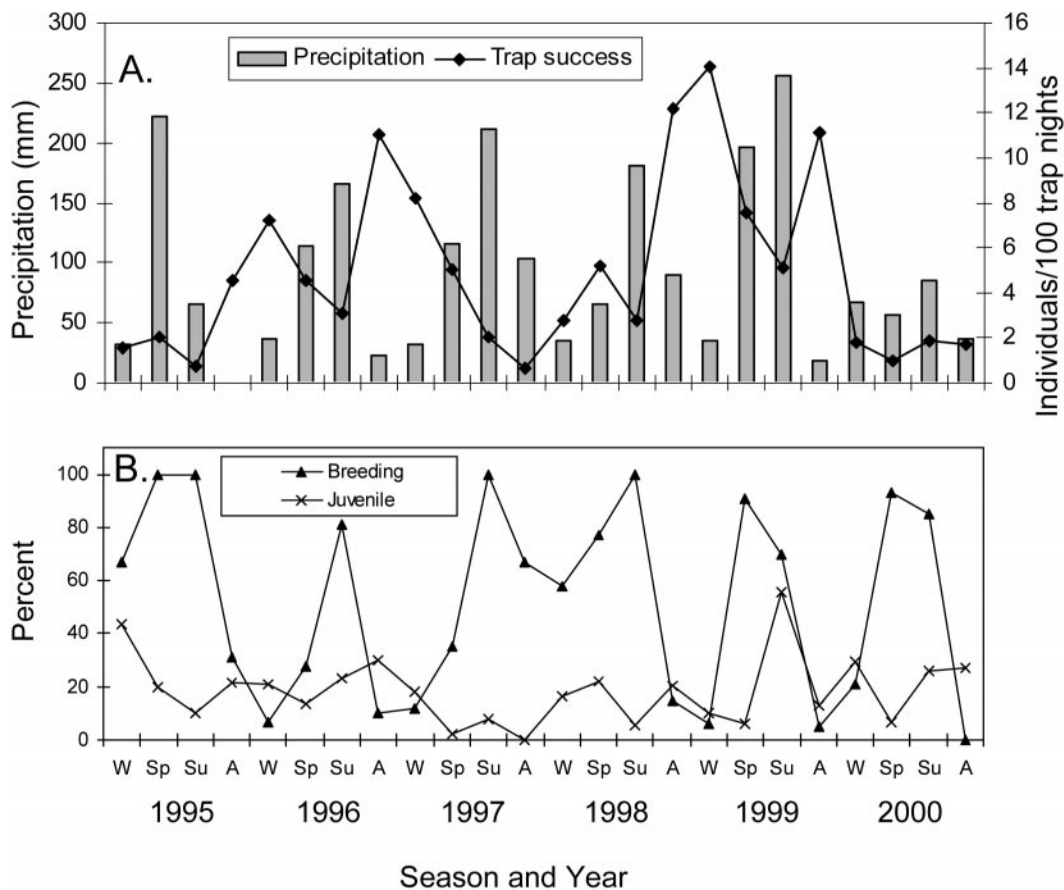 A.
Precipitation Trap success
Precipitation (mm)
300
250
200
150
100
50
0
16
14
12
10
8
6
4
2
0
Individuals/100 trap nights
B.
Breeding
Juvenile
Percent
100
80
60
40
20
0
W Sp Su A W Sp Su A W Sp Su A W Sp Su A W Sp Su A W Sp Su A
1995 1996 1997 1998 1999 2000
Season and Year